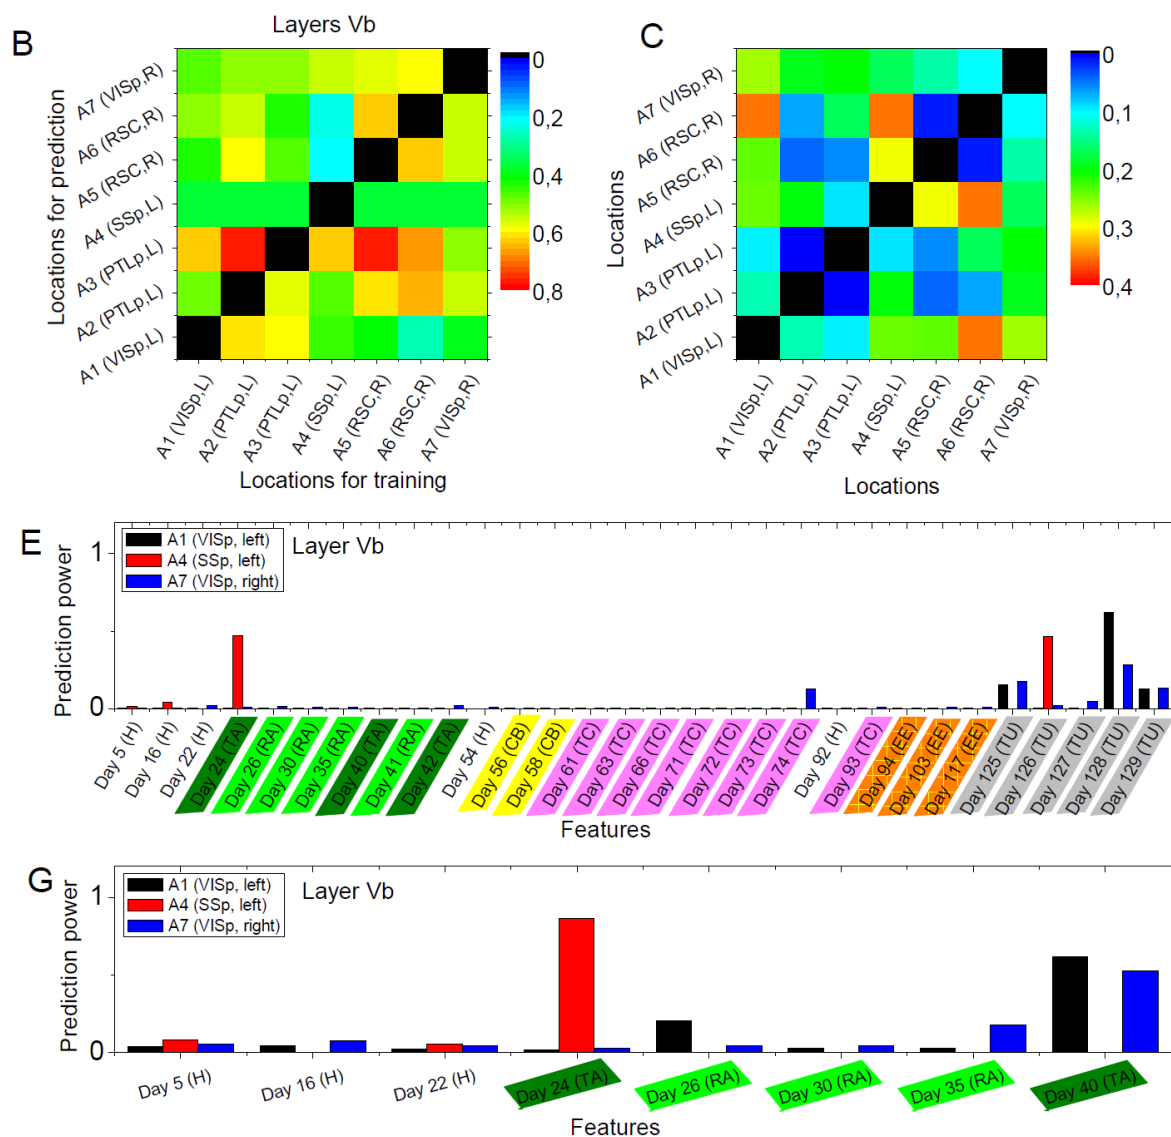 B
Layers Vb
Locations for prediction
A7 (VISp,R)
A6 (RSC,R)
A5 (RSC,R)
A4 (SSp,L)
A3 (PTLp,L)
A2 (PTLp,L)
A1 (VISp,L)
A1 (VISp,L)
A2 (PTLp,L)
A3 (PTLp,L)
A4 (SSp,L)
A5 (RSC,R)
A6 (RSC,R)
A7 (VISp,R)
Locations for training
0
0,2
0,4
0,6
0,8
C
Locations
A7 (VISp,R)
A6 (RSC,R)
A5 (RSC,R)
A4 (SSp,L)
A3 (PTLp,L)
A2 (PTLp,L)
A1 (VISp,L)
A1 (VISp,L)
A2 (PTLp,L)
A3 (PTLp,L)
A4 (SSp,L)
A5 (RSC,R)
A6 (RSC,R)
A7 (VISp,R)
Locations
0
0,1
0,2
0,3
0,4
E
Prediction power
1
0
A1 (VISp, left)
A4 (SSp, left)
A7 (VISp, right)
Layer Vb
Day 5 (H)
Day 16 (H)
Day 22 (H)
Day 24 (TA)
Day 26 (RA)
Day 30 (RA)
Day 35 (RA)
Day 40 (TA)
Day 41 (RA)
Day 42 (TA)
Day 54 (H)
Day 56 (CB)
Day 58 (CB)
Day 61 (TC)
Day 63 (TC)
Day 66 (TC)
Day 71 (TC)
Day 72 (TC)
Day 73 (TC)
Day 74 (TC)
Day 92 (H)
Day 93 (TC)
Day 94 (EE)
Day 103 (EE)
Day 117 (EE)
Day 125 (TU)
Day 126 (TU)
Day 127 (TU)
Day 128 (TU)
Day 129 (TU)
Features
G
Prediction power
1
0
A1 (VISp, left)
A4 (SSp, left)
A7 (VISp, right)
Layer Vb
Day 5 (H)
Day 16 (H)
Day 22 (H)
Day 24 (TA)
Day 26 (RA)
Day 30 (RA)
Day 35 (RA)
Day 40 (TA)
Features